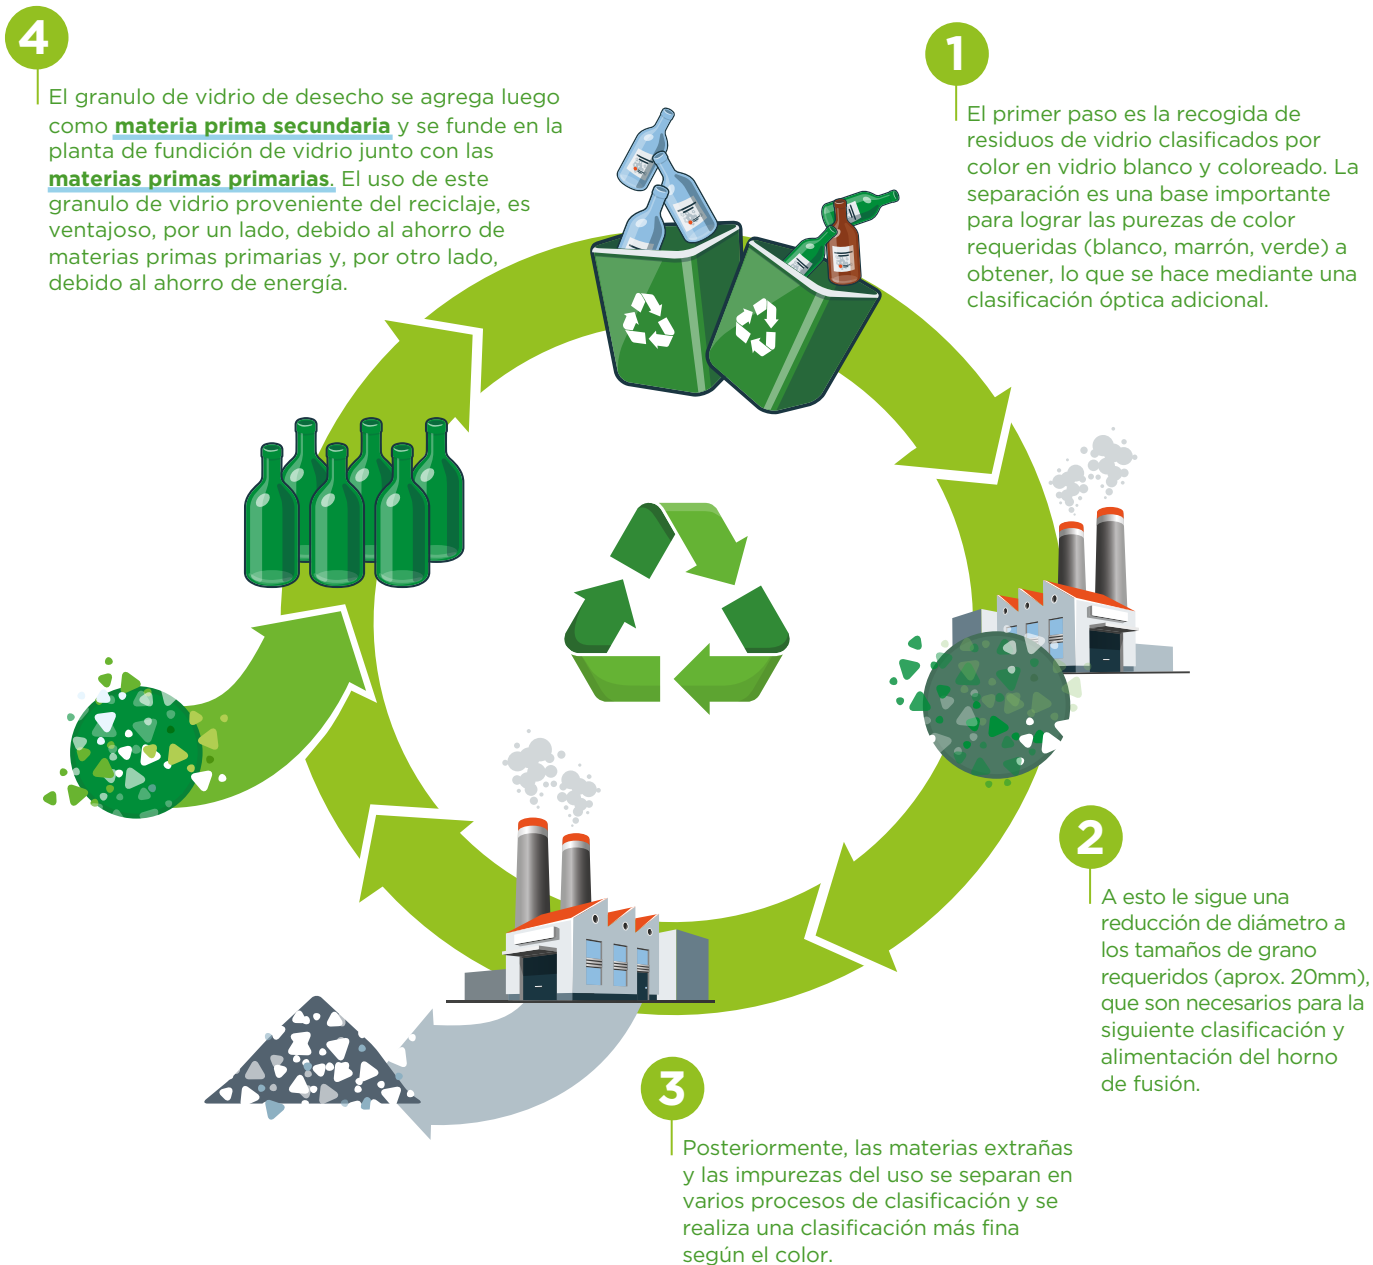 4
El granulo de vidrio de desecho se agrega luego
como materia prima secundaria y se funde en la
planta de fundición de vidrio junto con las
materias primas primarias. El uso de este
granulo de vidrio proveniente del reciclaje, es
ventajoso, por un lado, debido al ahorro de
materias primas primarias y, por otro lado,
debido al ahorro de energía.
1
El primer paso es la recogida de
residuos de vidrio clasificados por
color en vidrio blanco y coloreado. La
separación es una base importante
para lograr las purezas de color
requeridas (blanco, marrón, verde) a
obtener, lo que se hace mediante una
clasificación óptica adicional.
2
A esto le sigue una
reducción de diámetro a
los tamaños de grano
requeridos (aprox. 20mm),
que son necesarios para la
siguiente clasificación y
alimentación del horno
de fusión.
3
Posteriormente, las materias extrañas
y las impurezas del uso se separan en
varios procesos de clasificación y se
realiza una clasificación más fina
según el color.